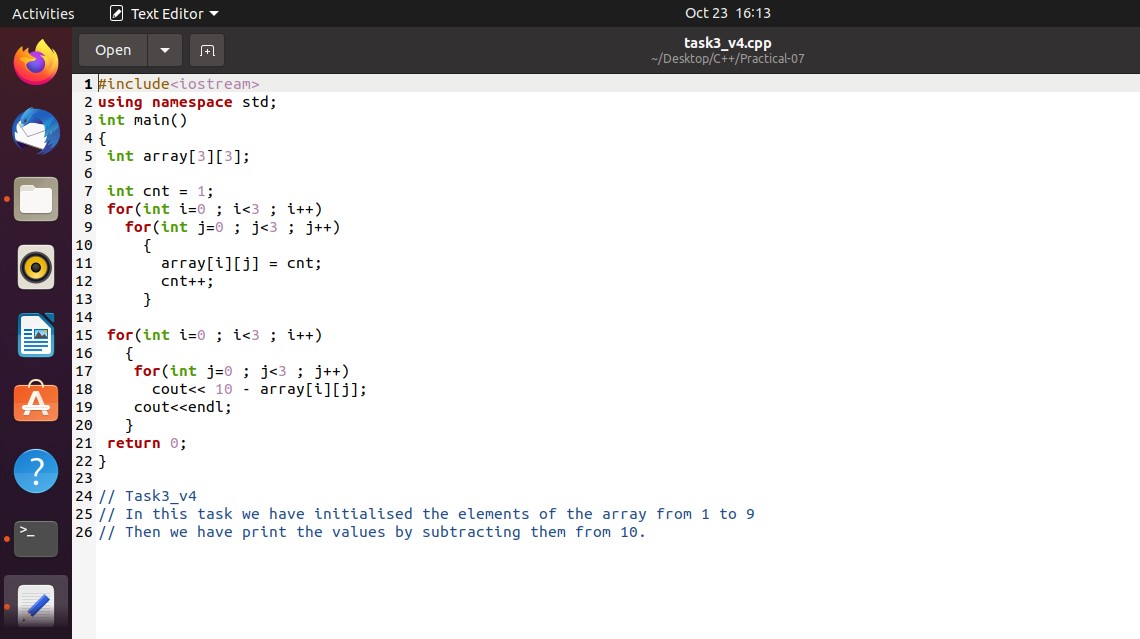 Activities Text Editor Oct 23 16:13
Open task3_v4.cpp
~/Desktop/C++/Practical-07
1 #include<iostream>
2 using namespace std;
3 int main()
4 {
5  int array[3][3];
6
7  int cnt = 1;
8  for(int i=0 ; i<3 ; i++)
9    for(int j=0 ; j<3 ; j++)
10      {
11        array[i][j] = cnt;
12        cnt++;
13      }
14
15  for(int i=0 ; i<3 ; i++)
16    {
17     for(int j=0 ; j<3 ; j++)
18       cout<< 10 - array[i][j];
19     cout<<endl;
20    }
21  return 0;
22 }
23
24 // Task3_v4
25 // In this task we have initialised the elements of the array from 1 to 9
26 // Then we have print the values by subtracting them from 10.
>_
?